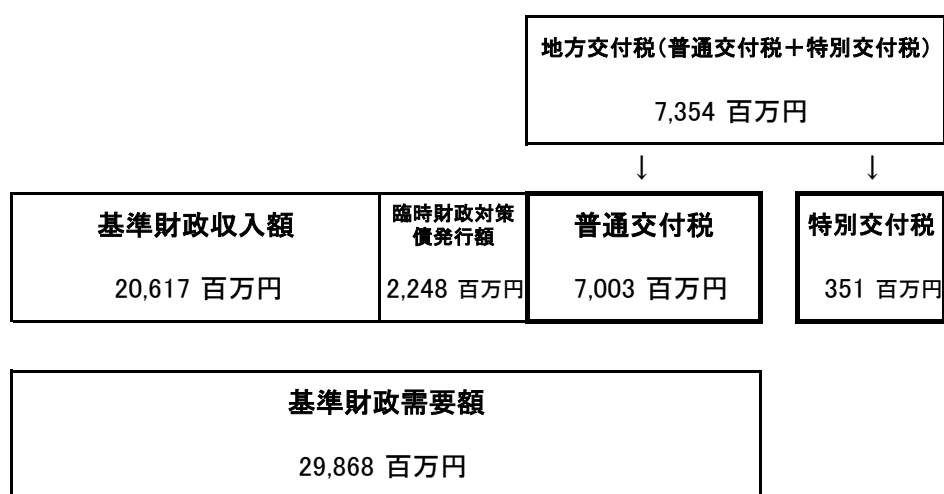 地方交付税(普通交付税+特別交付税)
7,354 百万円
↓ ↓
基準財政収入額
20,617 百万円
臨時財政対策
債発行額
2,248 百万円
普通交付税
7,003 百万円
特別交付税
351 百万円
基準財政需要額
29,868 百万円